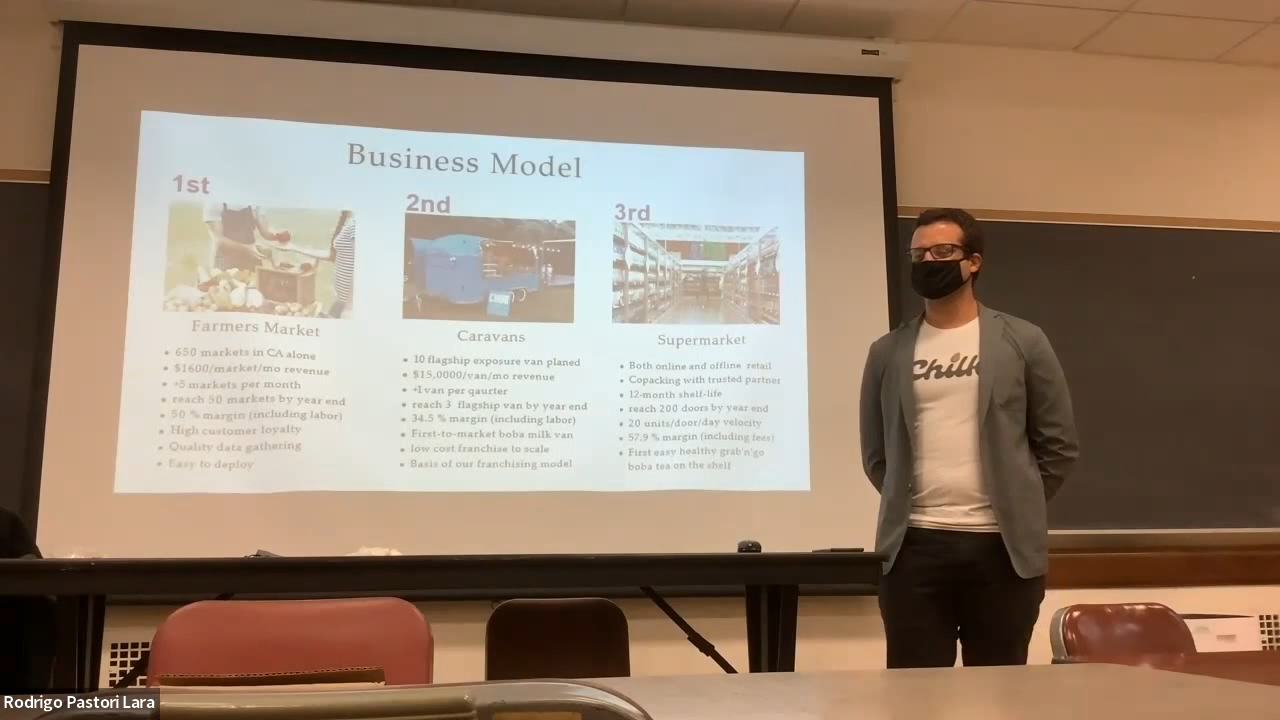 Business Model
1st
Farmers Market
• 650 markets in CA alone
• $1600/market/mo revenue
• +5 markets per month
• reach 50 markets by year end
• 50 % margin (including labor)
• High customer loyalty
• Quality data gathering
• Easy to deploy
2nd
Caravans
• 10 flagship exposure van planed
• $15,0000/van/mo revenue
• +1 van per qaurter
• reach 3 flagship van by year end
• 34.5 % margin (including labor)
• First-to-market boba milk van
• low cost franchise to scale
• Basis of our franchising model
3rd
Supermarket
• Both online and offline retail
• Copacking with trusted partner
• 12-month shelf-life
• reach 200 doors by year end
• 20 units/door/day velocity
• 57.9 % margin (including fees)
• First easy healthy grab'n'go
boba tea on the shelf
Chilk
Rodrigo Pastori Lara